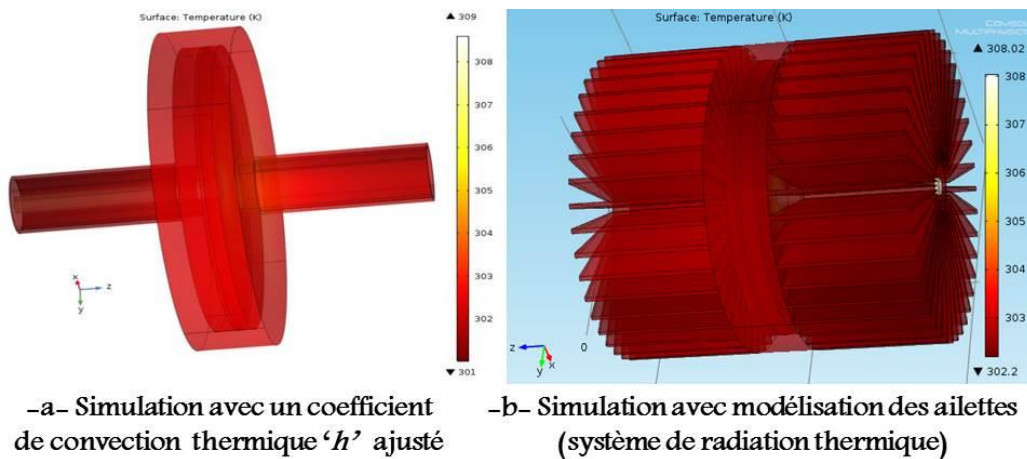 Surface: Temperature (K)
309
308
307
306
305
304
303
302
301
x
y
z
Surface: Temperature (K)
COMSOL
MULTIPHYSICS
308.02
308
307
306
305
304
303
302.2
z
y
x
0
-a- Simulation avec un coefficient
de convection thermique ‘h’ ajusté
-b- Simulation avec modélisation des ailettes
(système de radiation thermique)